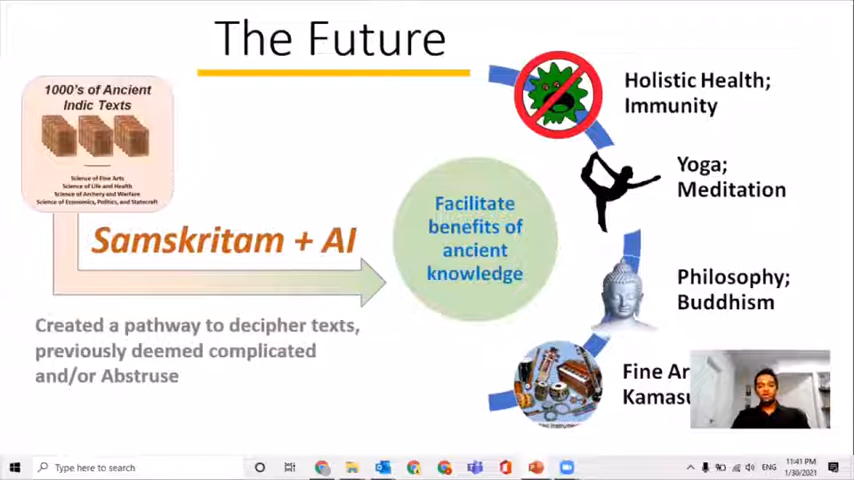 The Future
1000's of Ancient
Indic Texts
Science of Fine Arts
Science of Life and Health
Science of Archery and Warfare
Science of Economics, Politics, and Statecraft
Samskritam + AI
Created a pathway to decipher texts,
previously deemed complicated
and/or Abstruse
Facilitate
benefits of
ancient
knowledge
Holistic Health;
Immunity
Yoga;
Meditation
Philosophy;
Buddhism
Fine Ar
Kamasu
Type here to search
ENG
11:41 PM
1/30/2021